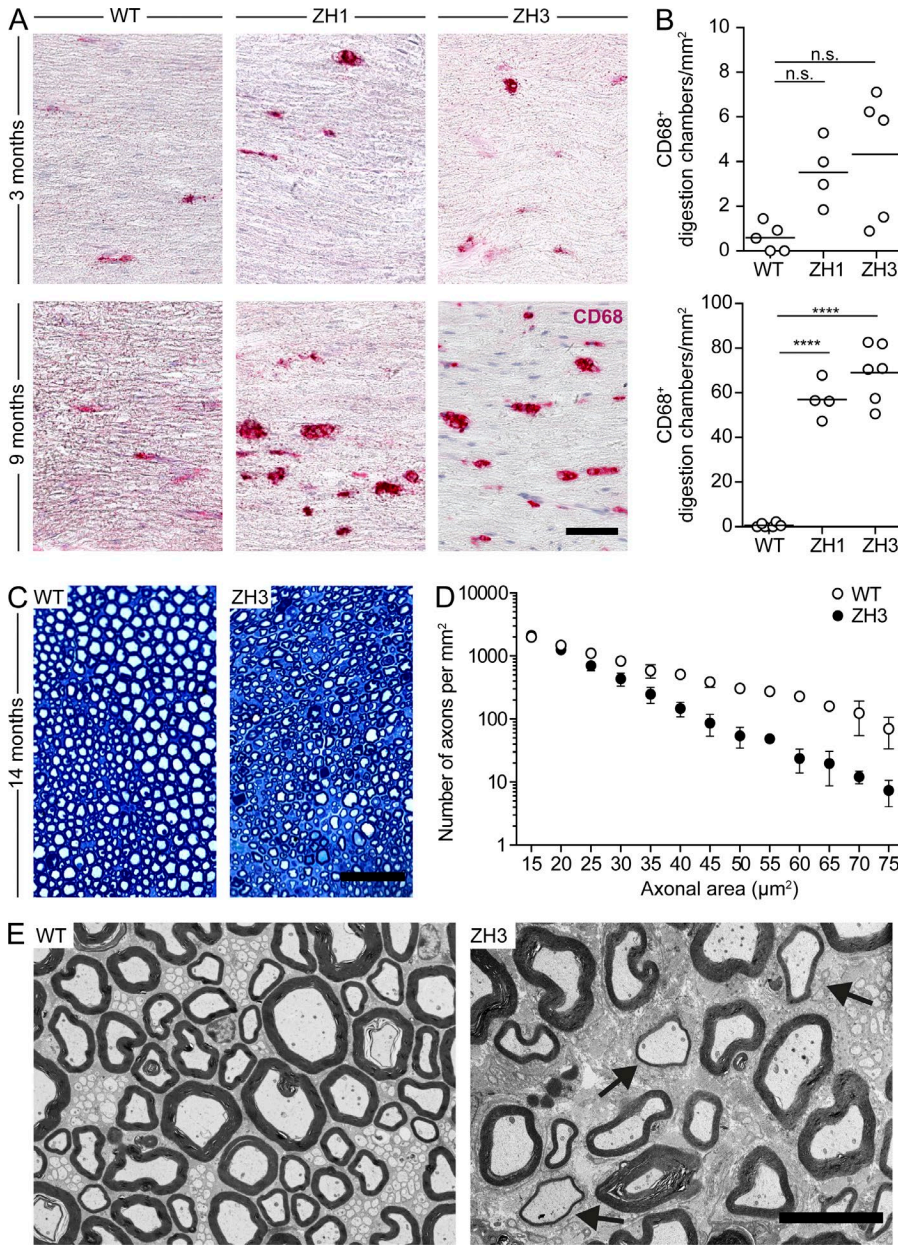 A
WT
ZH1
ZH3
3 months
9 months
CD68
B
CD68+
digestion chambers/mm2
10
8
6
4
2
0
n.s.
n.s.
WT
ZH1
ZH3
CD68+
digestion chambers/mm2
100
80
60
40
20
0
****
****
WT
ZH1
ZH3
C
14 months
WT
ZH3
D
Number of axons per mm2
10000
1000
100
10
1
WT
ZH3
15 20 25 30 35 40 45 50 55 60 65 70 75
Axonal area (µm2)
E
WT
ZH3